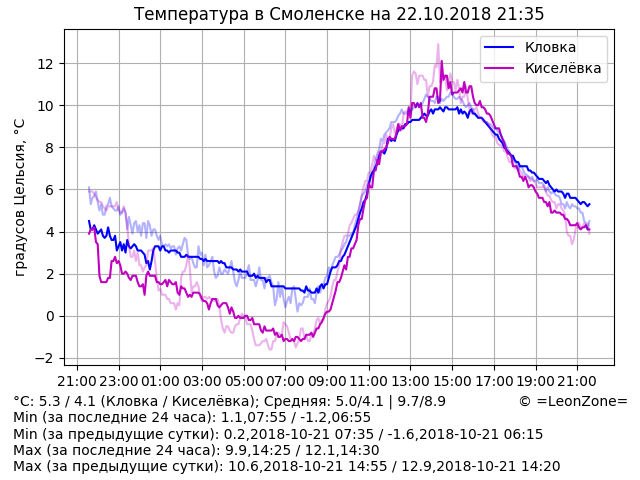 Температура в Смоленске на 22.10.2018 21:35
Кловка
Киселёвка
градусов Цельсия, °C
12
10
8
6
4
2
0
−2
21:00 23:00 01:00 03:00 05:00 07:00 09:00 11:00 13:00 15:00 17:00 19:00 21:00
°C: 5.3 / 4.1 (Кловка / Киселёвка); Средняя: 5.0/4.1 | 9.7/8.9 © =LeonZone=
Min (за последние 24 часа): 1.1,07:55 / -1.2,06:55
Min (за предыдущие сутки): 0.2,2018-10-21 07:35 / -1.6,2018-10-21 06:15
Max (за последние 24 часа): 9.9,14:25 / 12.1,14:30
Max (за предыдущие сутки): 10.6,2018-10-21 14:55 / 12.9,2018-10-21 14:20